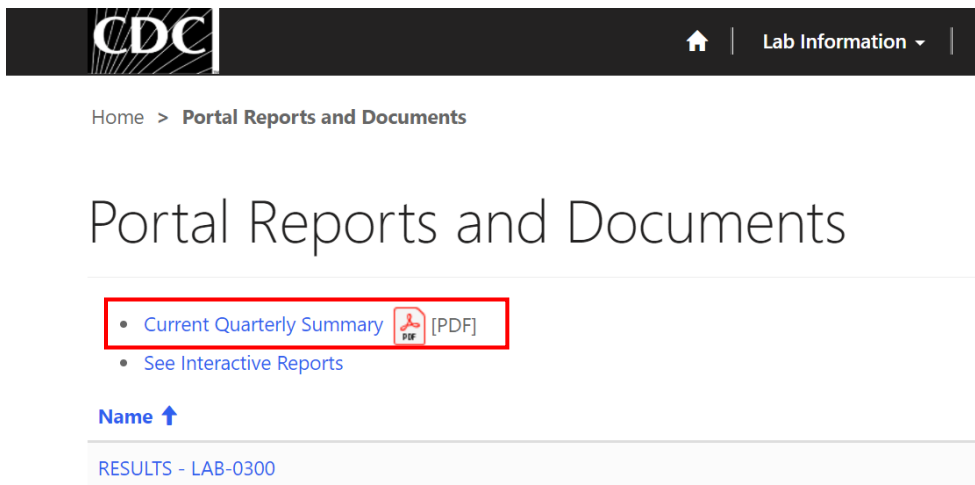 CDC
Lab Information
Home > Portal Reports and Documents
Portal Reports and Documents
• Current Quarterly Summary PDF [PDF]
• See Interactive Reports
Name ↑
RESULTS - LAB-0300